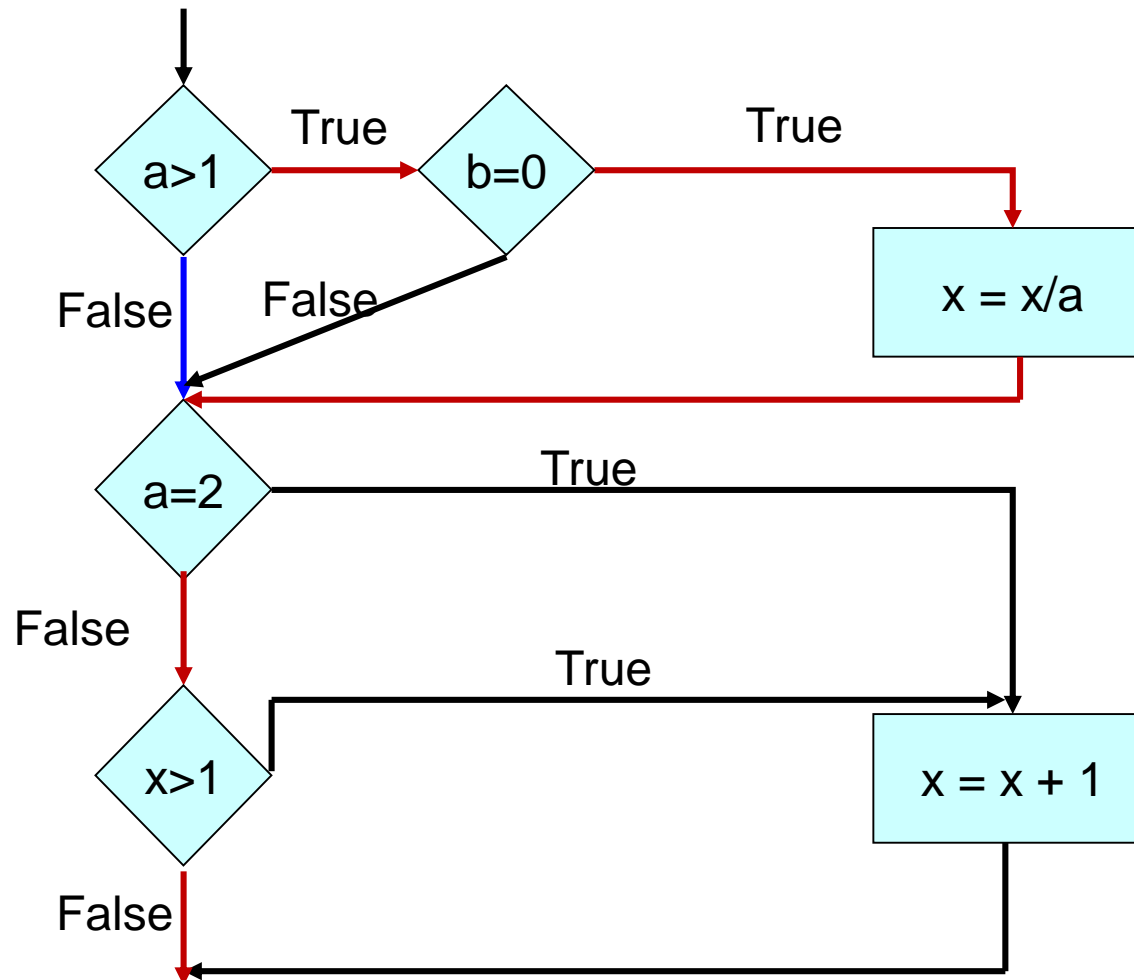 True
True
a>1
b=0
False
False
x = x/a
True
a=2
False
True
x>1
x = x + 1
False